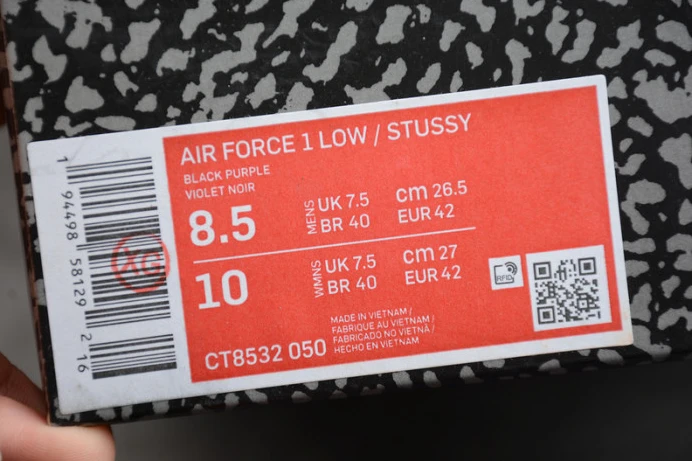 AIR FORCE 1 LOW / STUSSY
BLACK PURPLE
VIOLET NOIR
8.5
MENS
UK 7.5
cm 26.5
BR 40
EUR 42
10
WMNS
UK 7.5
cm 27
BR 40
EUR 42
RFID
CT8532 050
MADE IN VIETNAM /
FABRIQUE AU VIETNAM /
FABRICADO NO VIETNÃ /
HECHO EN VIETNAM
1 94498 58129 2 16
XG